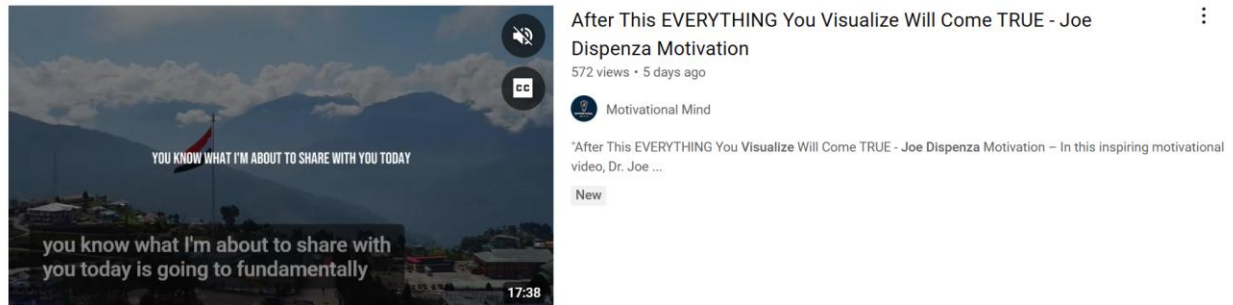 YOU KNOW WHAT I'M ABOUT TO SHARE WITH YOU TODAY
you know what I'm about to share with
you today is going to fundamentally
CC
17:38
After This EVERYTHING You Visualize Will Come TRUE - Joe
Dispenza Motivation
572 views • 5 days ago
Motivational Mind
"After This EVERYTHING You Visualize Will Come TRUE - Joe Dispenza Motivation – In this inspiring motivational
video, Dr. Joe ...
New